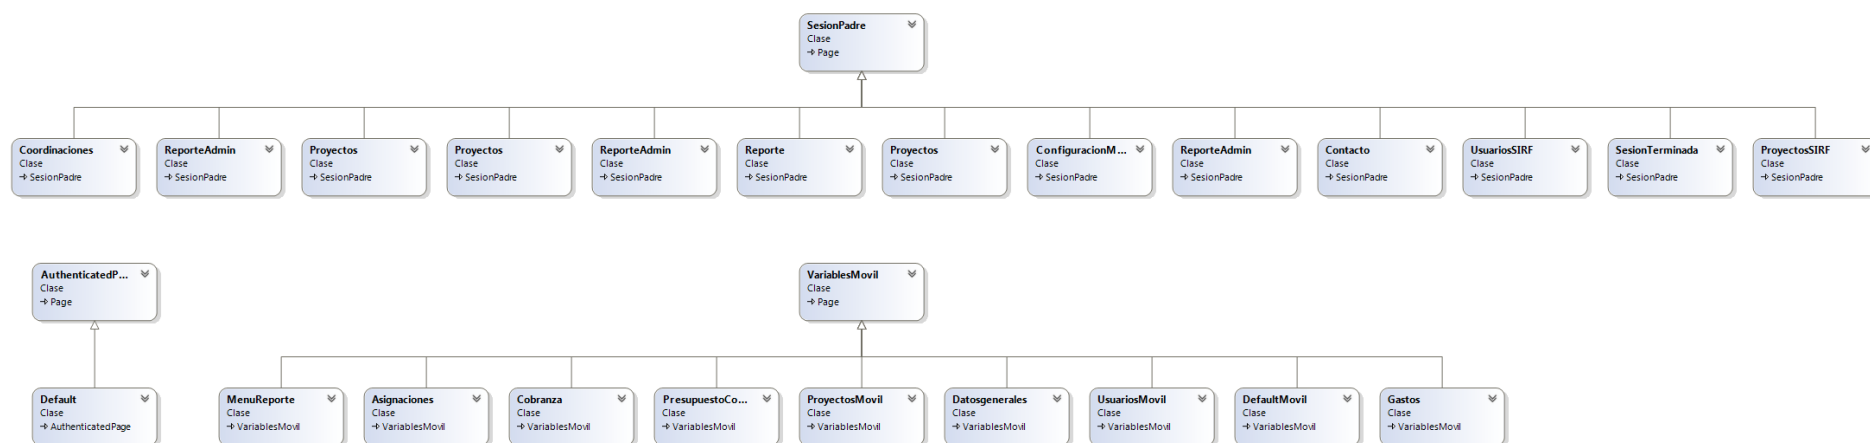 SesionPadre
Clase
Page
Coordinaciones
Clase
SesionPadre
ReporteAdmin
Clase
SesionPadre
Proyectos
Clase
SesionPadre
Proyectos
Clase
SesionPadre
ReporteAdmin
Clase
SesionPadre
Reporte
Clase
SesionPadre
Proyectos
Clase
SesionPadre
ConfiguracionM...
Clase
SesionPadre
ReporteAdmin
Clase
SesionPadre
Contacto
Clase
SesionPadre
UsuariosSIRF
Clase
SesionPadre
SesionTerminada
Clase
SesionPadre
ProyectosSIRF
Clase
SesionPadre
AuthenticatedP...
Clase
Page
VariablesMovil
Clase
Page
Default
Clase
AuthenticatedPage
MenuReporte
Clase
VariablesMovil
Asignaciones
Clase
VariablesMovil
Cobranza
Clase
VariablesMovil
PresupuestoCo...
Clase
VariablesMovil
ProyectosMovil
Clase
VariablesMovil
Datosgenerales
Clase
VariablesMovil
UsuariosMovil
Clase
VariablesMovil
DefaultMovil
Clase
VariablesMovil
Gastos
Clase
VariablesMovil